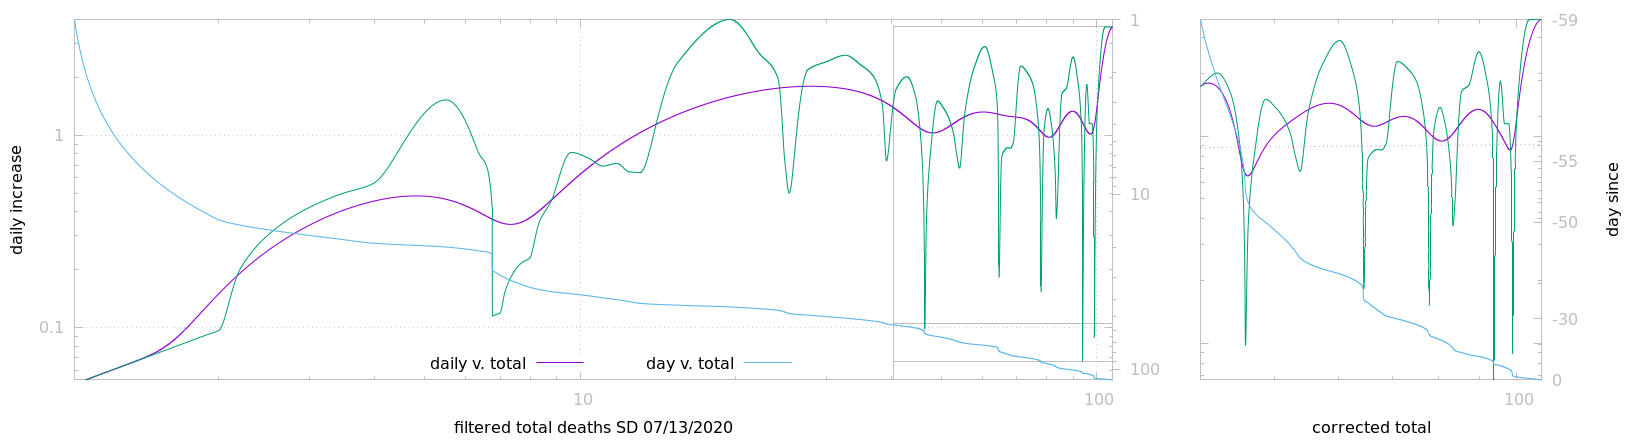 1
-59
daily increase
1
-55
day since
10
-50
0.1
-30
daily v. total
day v. total
100
0
10
100
100
filtered total deaths SD 07/13/2020
corrected total